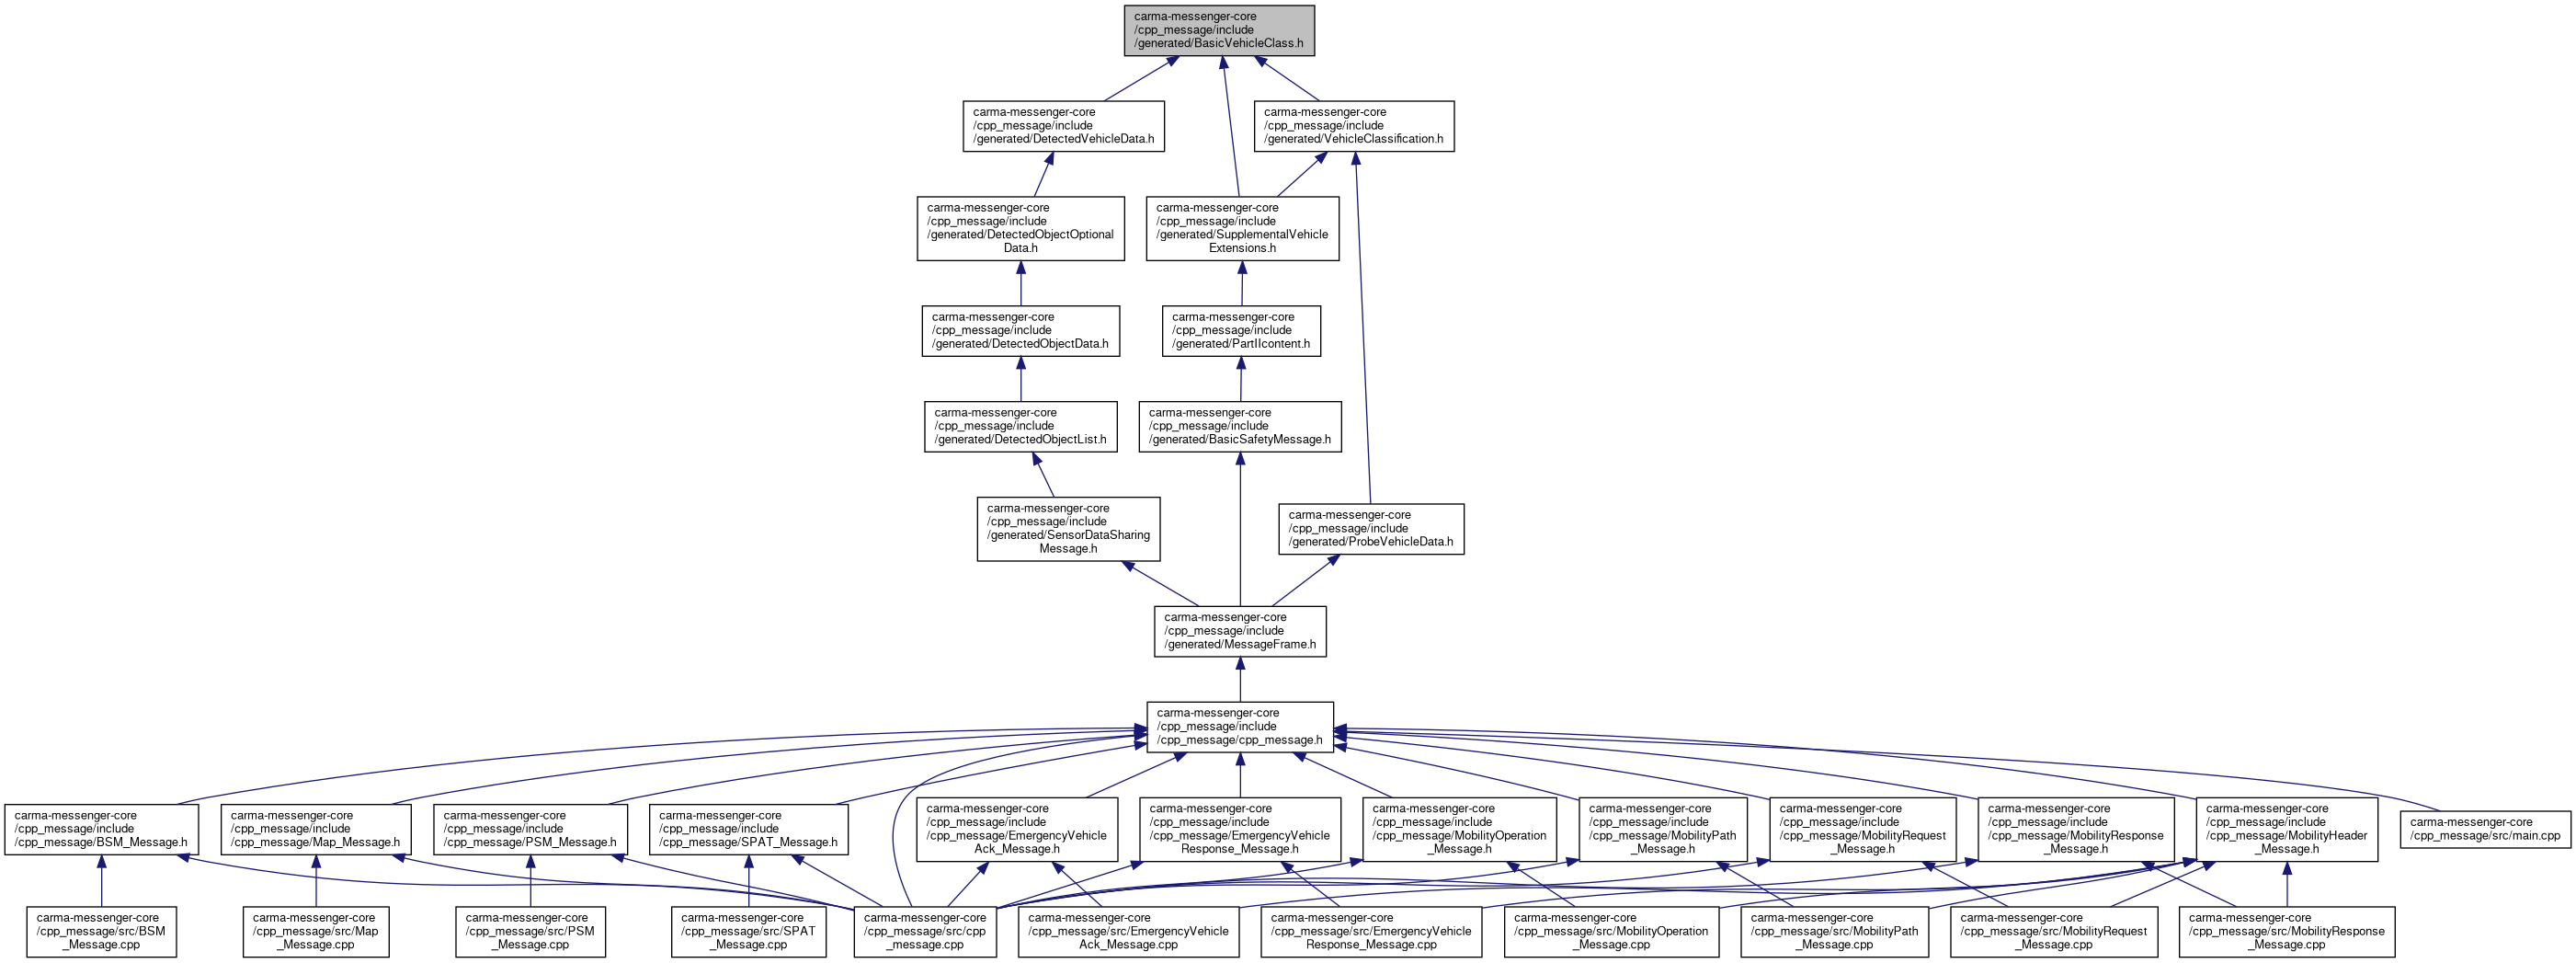 carma-messenger-core
/cpp_message/include
/generated/BasicVehicleClass.h
carma-messenger-core
/cpp_message/include
/generated/DetectedVehicleData.h
carma-messenger-core
/cpp_message/include
/generated/VehicleClassification.h
carma-messenger-core
/cpp_message/include
/generated/DetectedObjectOptional
Data.h
carma-messenger-core
/cpp_message/include
/generated/SupplementalVehicle
Extensions.h
carma-messenger-core
/cpp_message/include
/generated/DetectedObjectData.h
carma-messenger-core
/cpp_message/include
/generated/PartIIcontent.h
carma-messenger-core
/cpp_message/include
/generated/DetectedObjectList.h
carma-messenger-core
/cpp_message/include
/generated/BasicSafetyMessage.h
carma-messenger-core
/cpp_message/include
/generated/SensorDataSharing
Message.h
carma-messenger-core
/cpp_message/include
/generated/ProbeVehicleData.h
carma-messenger-core
/cpp_message/include
/generated/MessageFrame.h
carma-messenger-core
/cpp_message/include
/cpp_message/cpp_message.h
carma-messenger-core
/cpp_message/include
/cpp_message/BSM_Message.h
carma-messenger-core
/cpp_message/include
/cpp_message/Map_Message.h
carma-messenger-core
/cpp_message/include
/cpp_message/PSM_Message.h
carma-messenger-core
/cpp_message/include
/cpp_message/SPAT_Message.h
carma-messenger-core
/cpp_message/include
/cpp_message/EmergencyVehicle
Ack_Message.h
carma-messenger-core
/cpp_message/include
/cpp_message/EmergencyVehicle
Response_Message.h
carma-messenger-core
/cpp_message/include
/cpp_message/MobilityOperation
_Message.h
carma-messenger-core
/cpp_message/include
/cpp_message/MobilityPath
_Message.h
carma-messenger-core
/cpp_message/include
/cpp_message/MobilityRequest
_Message.h
carma-messenger-core
/cpp_message/include
/cpp_message/MobilityResponse
_Message.h
carma-messenger-core
/cpp_message/include
/cpp_message/MobilityHeader
_Message.h
carma-messenger-core
/cpp_message/src/main.cpp
carma-messenger-core
/cpp_message/src/BSM
_Message.cpp
carma-messenger-core
/cpp_message/src/Map
_Message.cpp
carma-messenger-core
/cpp_message/src/PSM
_Message.cpp
carma-messenger-core
/cpp_message/src/SPAT
_Message.cpp
carma-messenger-core
/cpp_message/src/cpp
_message.cpp
carma-messenger-core
/cpp_message/src/EmergencyVehicle
Ack_Message.cpp
carma-messenger-core
/cpp_message/src/EmergencyVehicle
Response_Message.cpp
carma-messenger-core
/cpp_message/src/MobilityOperation
_Message.cpp
carma-messenger-core
/cpp_message/src/MobilityPath
_Message.cpp
carma-messenger-core
/cpp_message/src/MobilityRequest
_Message.cpp
carma-messenger-core
/cpp_message/src/MobilityResponse
_Message.cpp